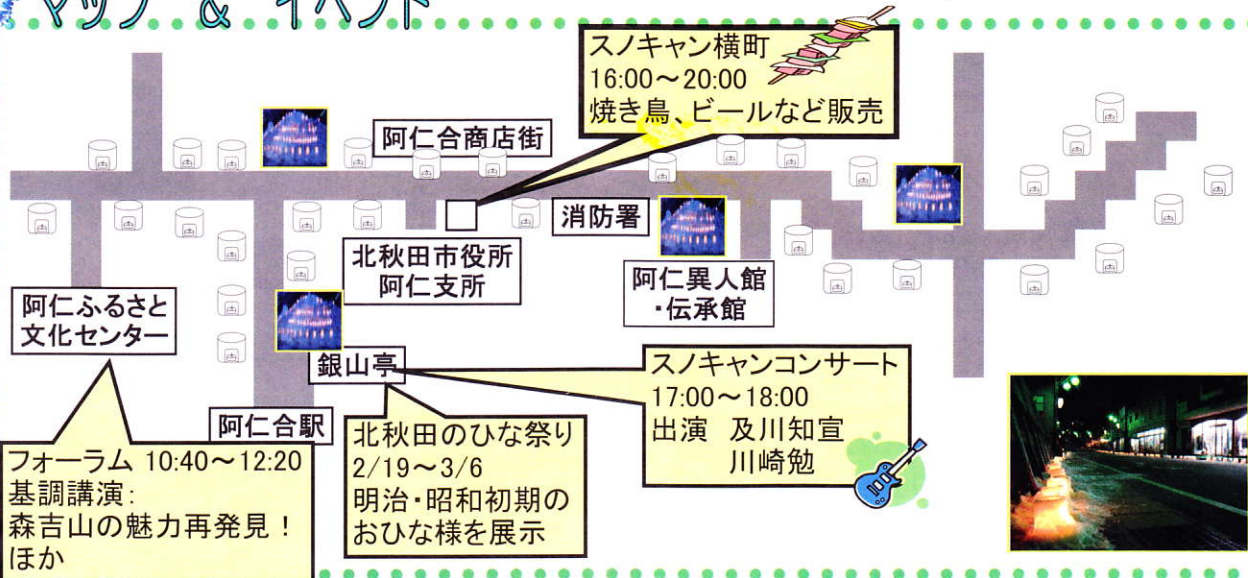 マップ & イベント
スノキャン横町
16:00～20:00
焼き鳥、ビールなど販売
阿仁合商店街
消防署
北秋田市役所
阿仁支所
阿仁異人館
・伝承館
阿仁ふるさと
文化センター
銀山亭
阿仁合駅
スノキャンコンサート
17:00～18:00
出演 及川知宣
川崎勉
北秋田のひな祭り
2/19～3/6
明治・昭和初期の
おひな様を展示
フォーラム 10:40～12:20
基調講演:
森吉山の魅力再発見!
ほか